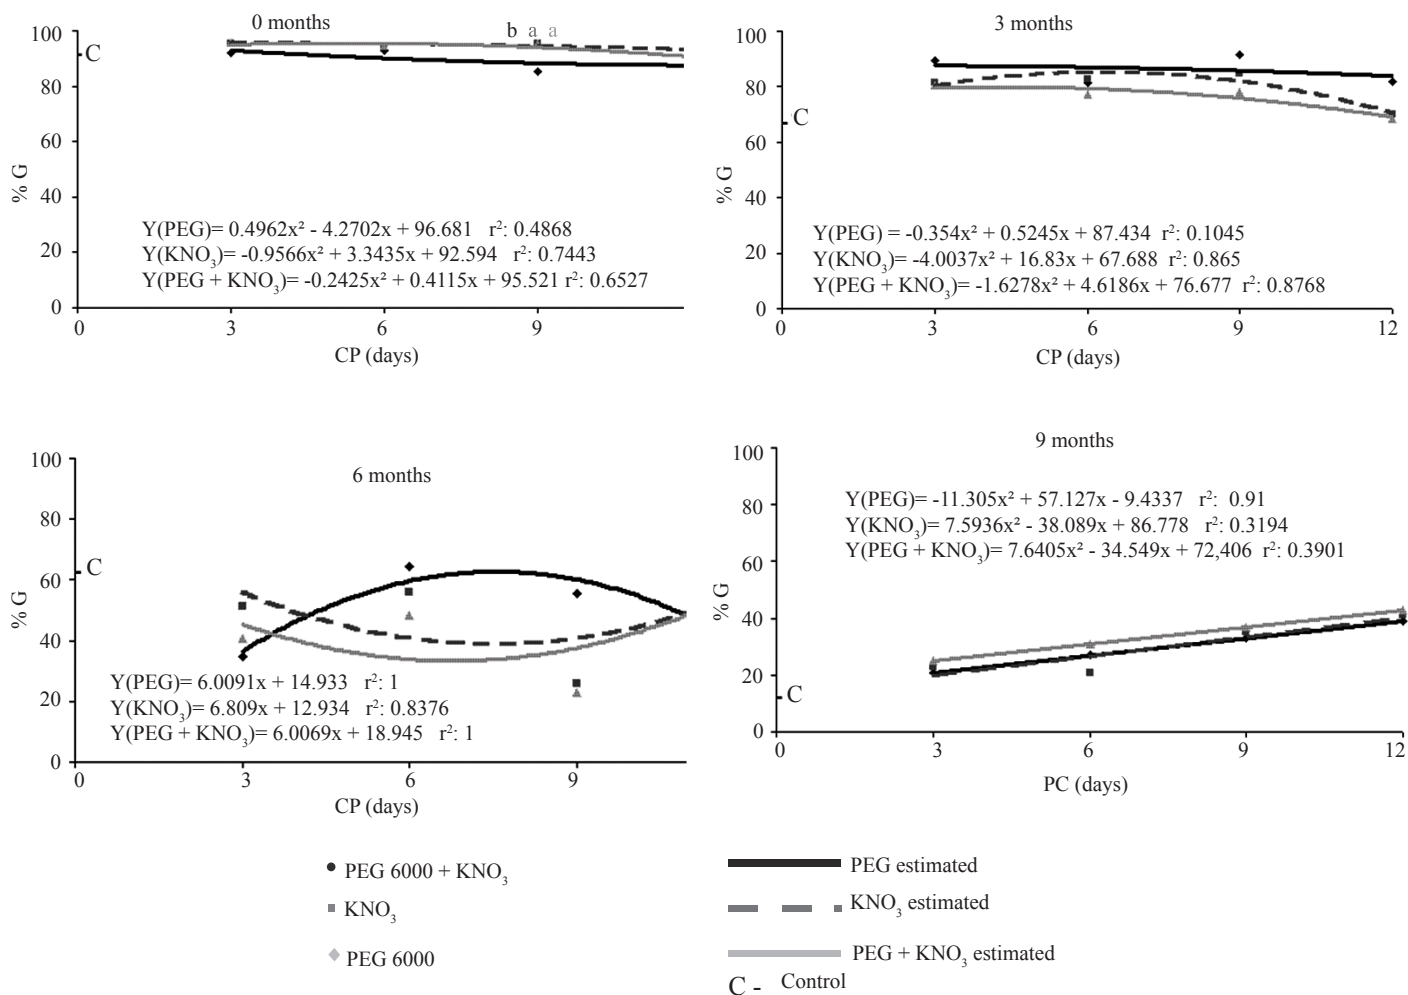 0 months
b a a
100
80
60
40
20
0
C
% G
Y(PEG)= 0.4962x² - 4.2702x + 96.681 r²: 0.4868
Y(KNO₃)= -0.9566x² + 3.3435x + 92.594 r²: 0.7443
Y(PEG + KNO₃)= -0.2425x² + 0.4115x + 95.521 r²: 0.6527
0 3 6 9
CP (days)
3 months
100
80
60
40
20
0
C
% G
Y(PEG) = -0.354x² + 0.5245x + 87.434 r²: 0.1045
Y(KNO₃)= -4.0037x² + 16.83x + 67.688 r²: 0.865
Y(PEG + KNO₃)= -1.6278x² + 4.6186x + 76.677 r²: 0.8768
0 3 6 9 12
CP (days)
6 months
100
80
60
40
20
0
C
% G
Y(PEG)= 6.0091x + 14.933 r²: 1
Y(KNO₃)= 6.809x + 12.934 r²: 0.8376
Y(PEG + KNO₃)= 6.0069x + 18.945 r²: 1
0 3 6 9
CP (days)
9 months
100
80
60
40
20
0
C
% G
Y(PEG)= -11.305x² + 57.127x - 9.4337 r²: 0.91
Y(KNO₃)= 7.5936x² - 38.089x + 86.778 r²: 0.3194
Y(PEG + KNO₃)= 7.6405x² - 34.549x + 72,406 r²: 0.3901
0 3 6 9 12
PC (days)
PEG 6000 + KNO₃
KNO₃
PEG 6000
PEG estimated
KNO₃ estimated
PEG + KNO₃ estimated
C - Control